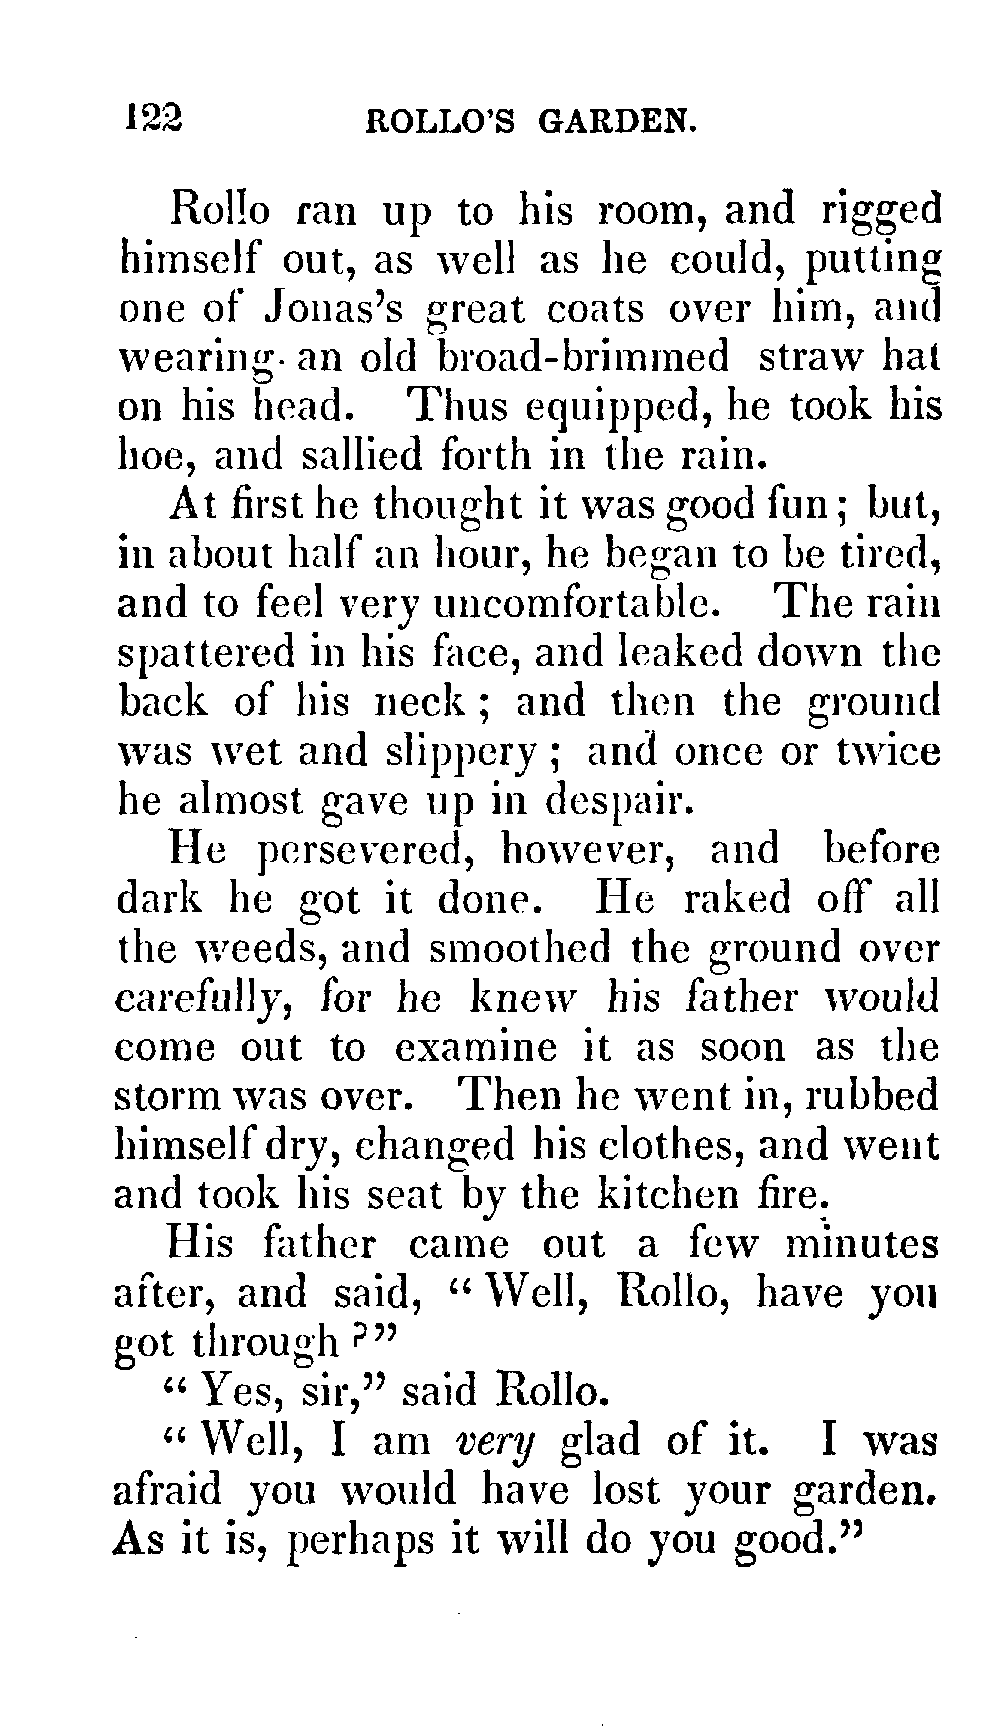 122 ROLLO'S GARDEN.
Rollo ran up to his room, and rigged
himself out, as well as he could, putting
one of Jonas's great coats over him, and
wearing an old broad-brimmed straw hat
on his head. Thus equipped, he took his
hoe, and sallied forth in the rain.
At first he thought it was good fun; but,
in about half an hour, he began to be tired,
and to feel very uncomfortable. The rain
spattered in his face, and leaked down the
back of his neck; and then the ground
was wet and slippery; and once or twice
he almost gave up in despair.
He persevered, however, and before
dark he got it done. He raked off all
the weeds, and smoothed the ground over
carefully, for he knew his father would
come out to examine it as soon as the
storm was over. Then he went in, rubbed
himself dry, changed his clothes, and went
and took his seat by the kitchen fire.
His father came out a few minutes
after, and said, “Well, Rollo, have you
got through?”
“Yes, sir,” said Rollo.
“Well, I am very glad of it. I was
afraid you would have lost your garden.
As it is, perhaps it will do you good.”